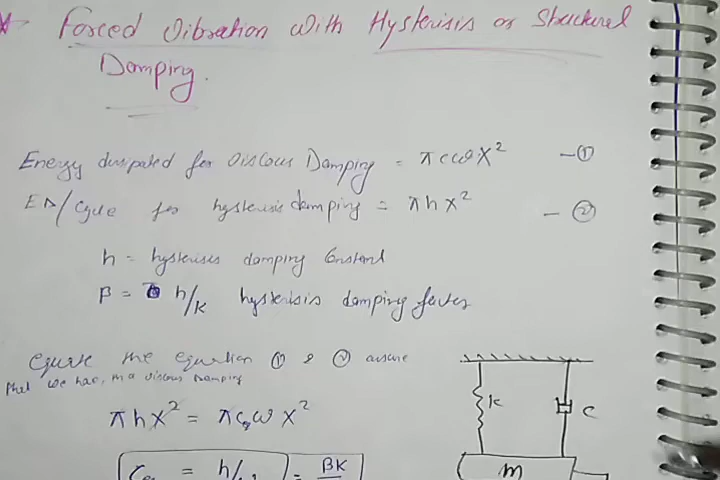 * Forced Vibration with Hysterisis or Structural
Damping.
Energy dissipated for Viscous Damping = πcωX² —①
ED/Cycle for hysterisis damping = πhX² —②
h = hysterisis damping Constant
β = h/K hysterisis damping factor
Equate the equation ① & ② assume
that we have, in a viscous Damping
πhX² = πCₑωX²
= h/ = βK
K
C
m